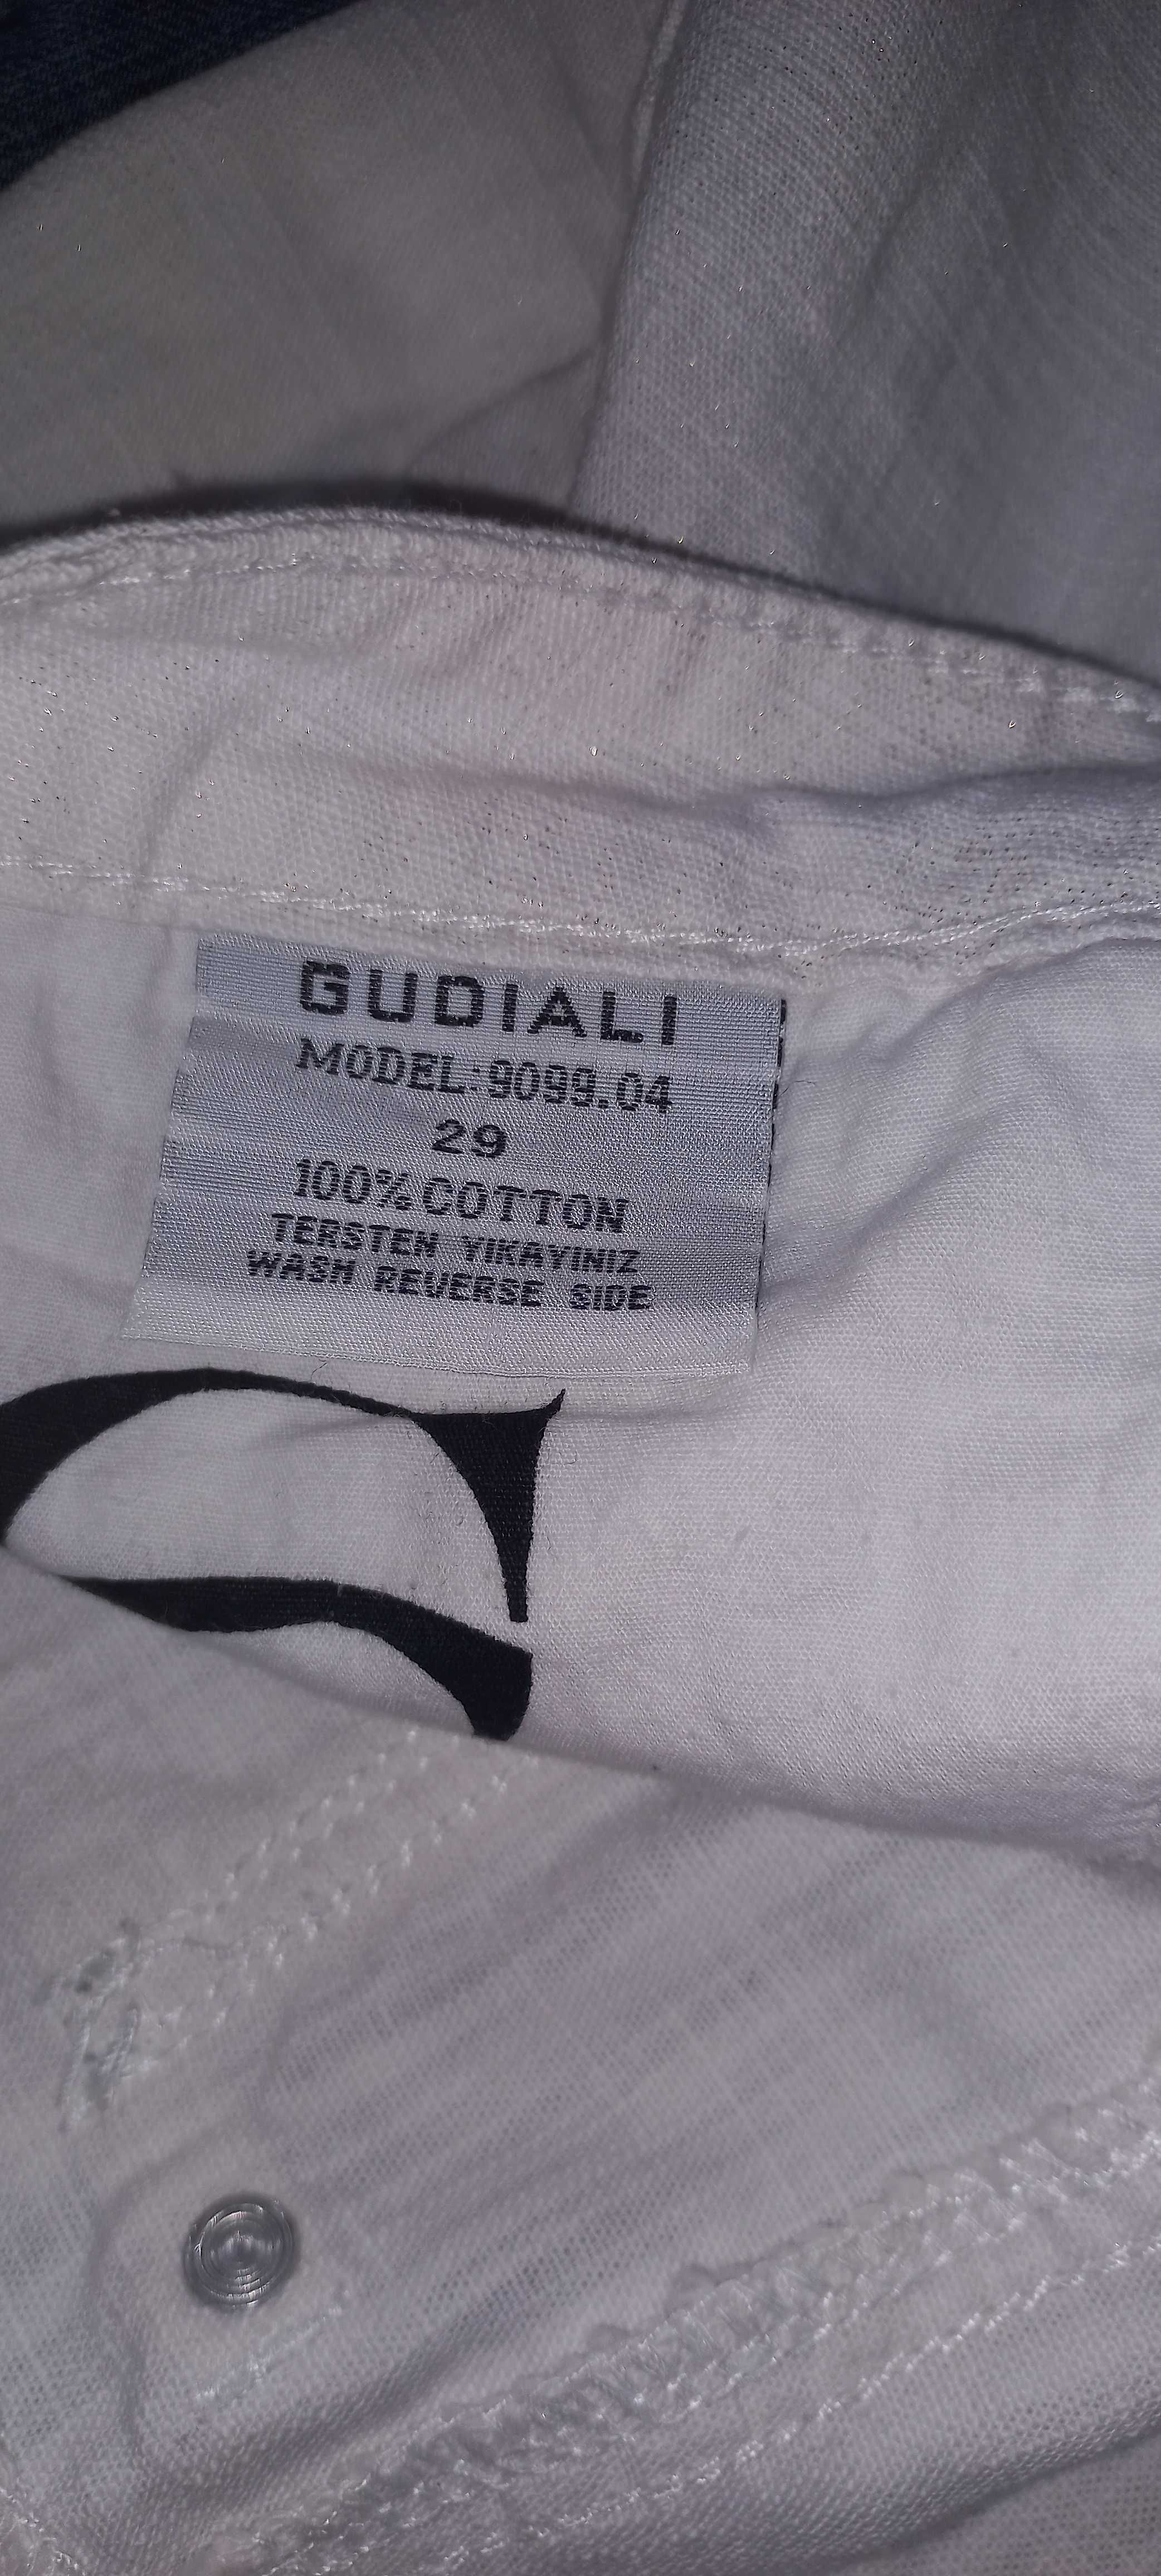 GUDIALI
MODEL:9099.04
29
100% COTTON
TERSTEN YIKAYINIZ
WASH REVERSE SIDE